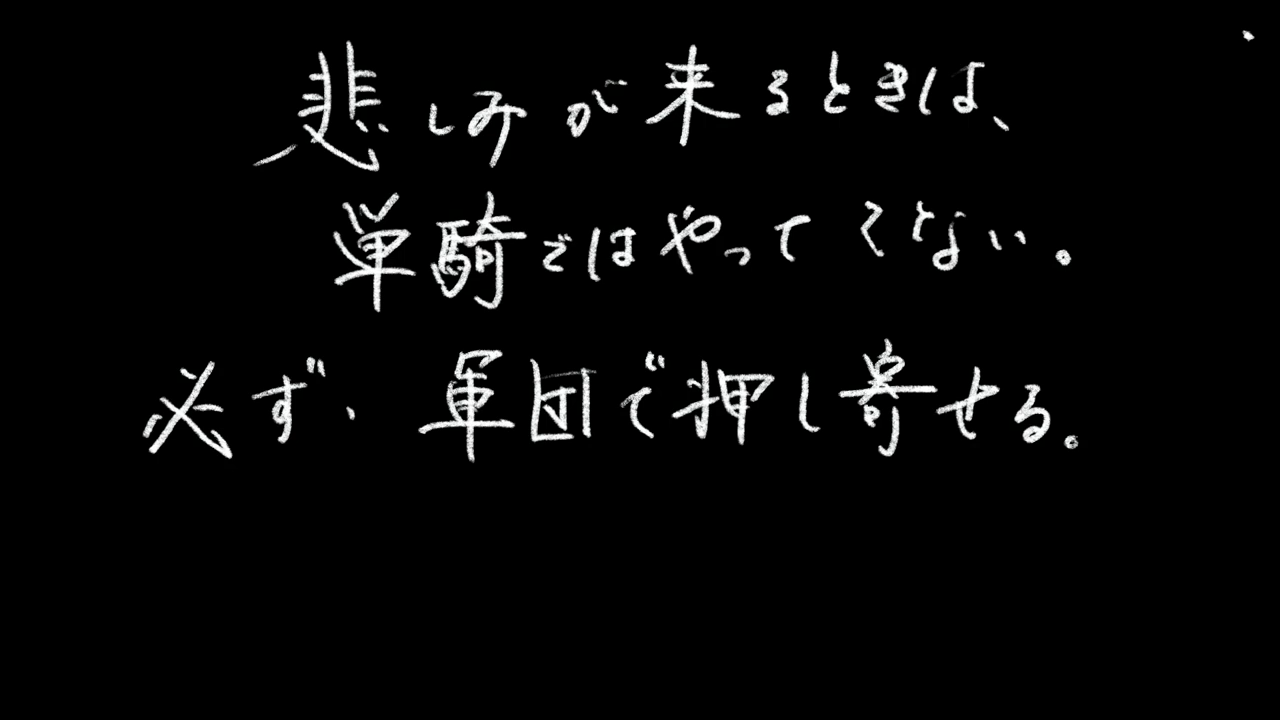 悲しみが来るときは、
単騎ではやってこない。
必ず、軍団で押し寄せる。